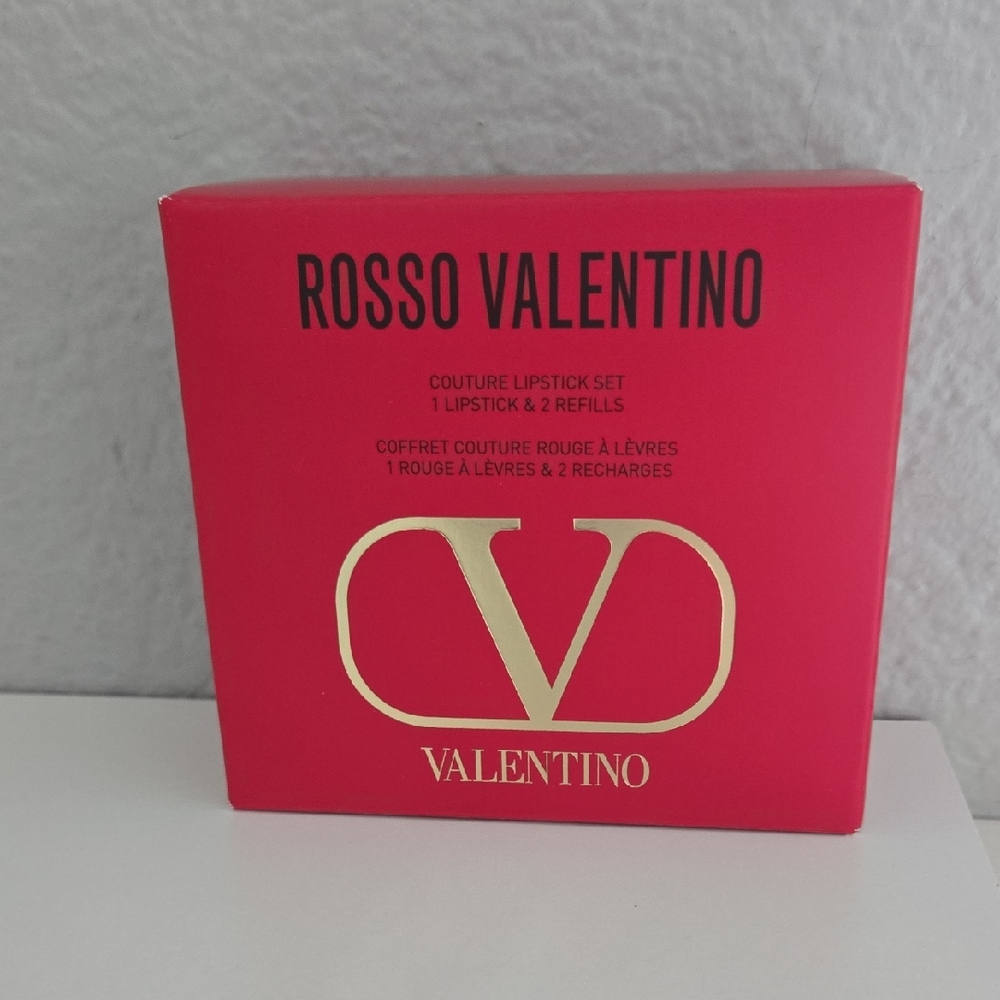 ROSSO VALENTINO
COUTURE LIPSTICK SET
1 LIPSTICK & 2 REFILLS
COFFRET COUTURE ROUGE À LÈVRES
1 ROUGE À LÈVRES & 2 RECHARGES
V
VALENTINO